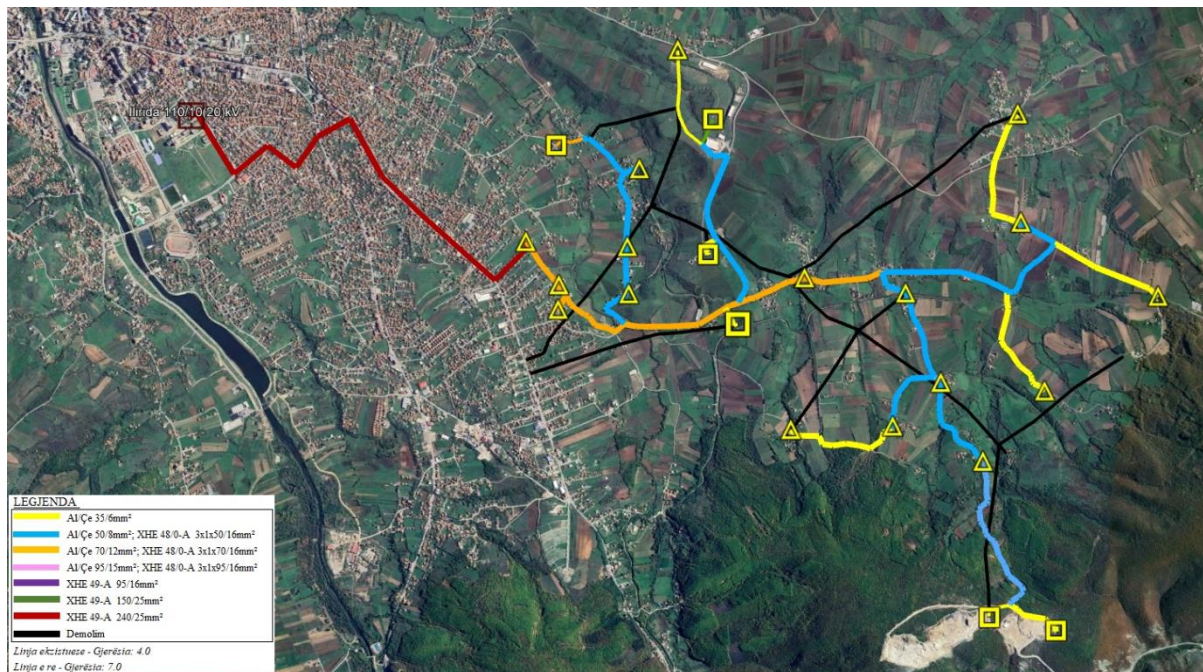 Ilirida 110/10(20) kV
LEGJENDA
Al/Çe 35/6mm²
Al/Çe 50/8mm²; XHE 48/0-A 3x1x50/16mm²
Al/Çe 70/12mm²; XHE 48/0-A 3x1x70/16mm²
Al/Çe 95/15mm²; XHE 48/0-A 3x1x95/16mm²
XHE 49-A 95/16mm²
XHE 49-A 150/25mm²
XHE 49-A 240/25mm²
Demolim
Linja ekzistuese - Gjerësia: 4.0
Linja e re - Gjerësia: 7.0